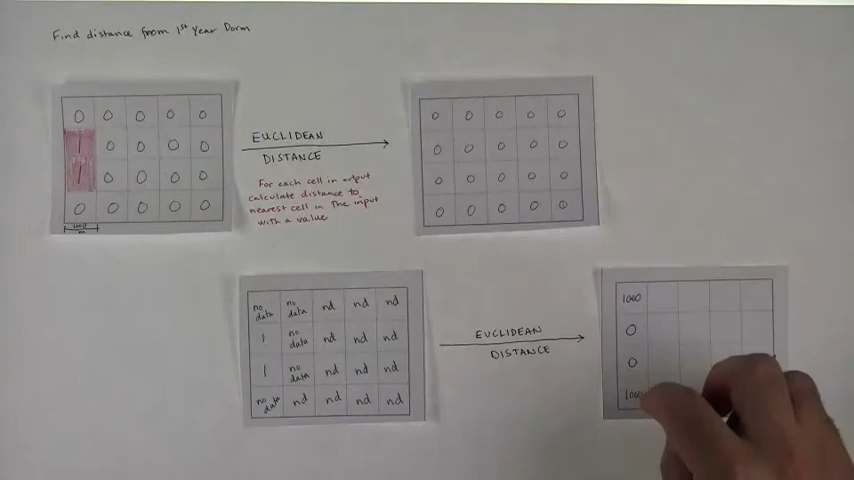 Find distance from 1st Year Dorm
0 0 0 0 0
1 0 0 0 0
1 0 0 0 0
0 0 0 0 0
1000
m
EUCLIDEAN
DISTANCE
For each cell in output
calculate distance to
nearest cell in the input
with a value
0 0 0 0 0
0 0 0 0 0
0 0 0 0 0
0 0 0 0 0
no data no data nd nd nd
1 no data nd nd nd
1 no data nd nd nd
no data nd nd nd nd
EUCLIDEAN
DISTANCE
1000
0
0
1000